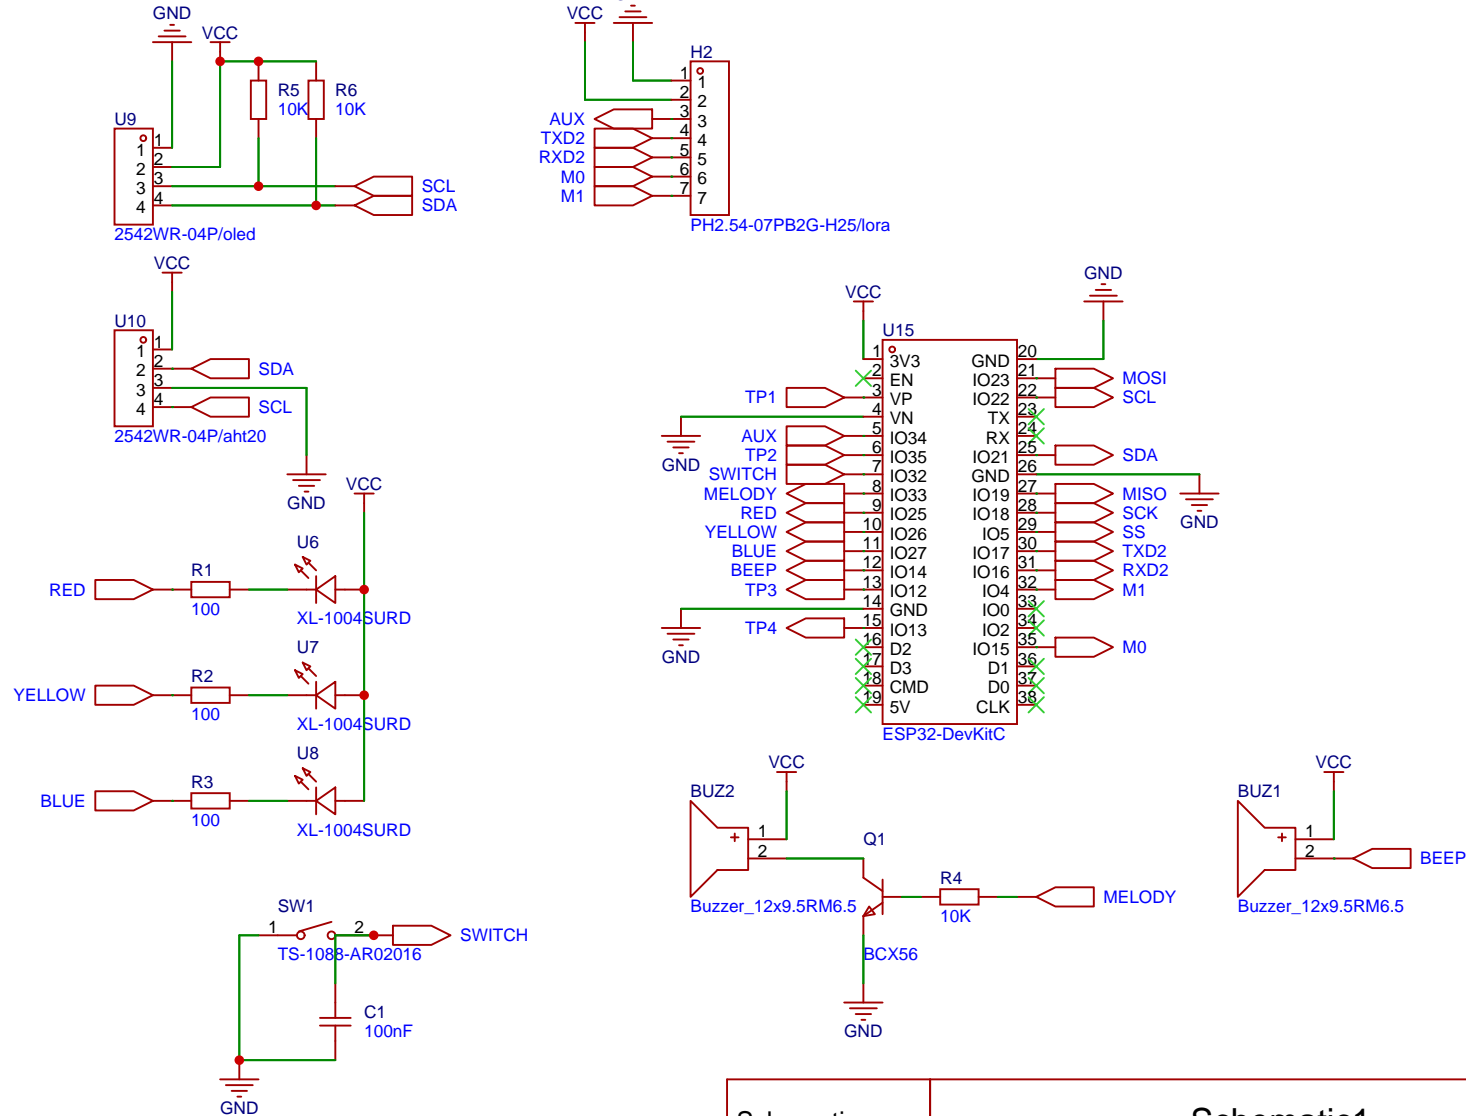 GND
VCC
R5
10K
R6
10K
U9
1
2
3
4
1
2
3
4
SCL
SDA
2542WR-04P/oled
VCC
H2
1
2
3
4
5
6
7
1
2
3
4
5
6
7
AUX
TXD2
RXD2
M0
M1
PH2.54-07PB2G-H25/lora
VCC
U10
1
2
3
4
1
2
3
4
SDA
SCL
2542WR-04P/aht20
GND
VCC
U6
R1
RED
100
XL-1004SURD
U7
R2
YELLOW
100
XL-1004SURD
U8
R3
BLUE
100
XL-1004SURD
VCC
GND
U15
1 3V3 GND 20
2 EN IO23 21 MOSI
TP1 3 VP IO22 22 SCL
4 VN TX 23
AUX 5 IO34 RX 24
GND TP2 6 IO35 IO21 25 SDA
SWITCH 7 IO32 GND 26
MELODY 8 IO33 IO19 27 MISO
RED 9 IO25 IO18 28 SCK
GND
YELLOW 10 IO26 IO5 29 SS
BLUE 11 IO27 IO17 30 TXD2
BEEP 12 IO14 IO16 31 RXD2
TP3 13 IO12 IO4 32 M1
14 GND IO0 33
TP4 15 IO13 IO2 34
GND 16 D2 IO15 35 M0
17 D3 D1 36
18 CMD D0 37
19 5V CLK 38
ESP32-DevKitC
VCC
BUZ2
+
1
2
Q1
R4
10K
MELODY
Buzzer_12x9.5RM6.5
BCX56
GND
VCC
BUZ1
+
1
2
BEEP
Buzzer_12x9.5RM6.5
SW1
1
2
SWITCH
TS-1088-AR02016
C1
100nF
GND
Schematic1